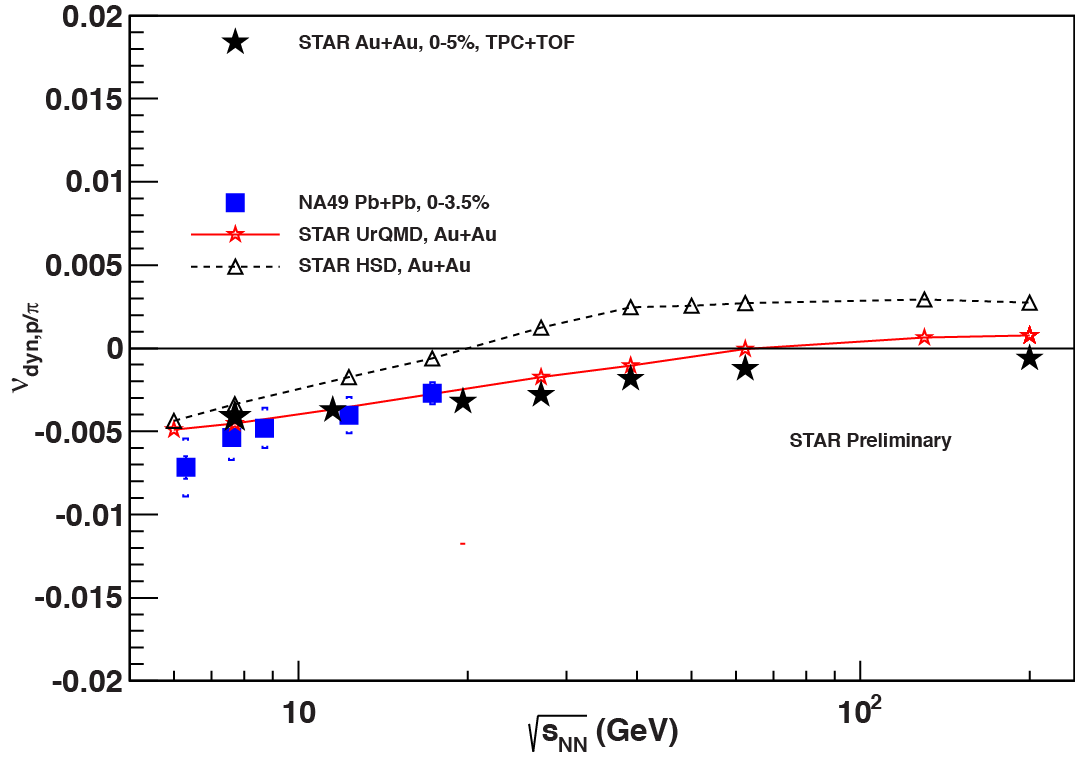 0.02
STAR Au+Au, 0-5%, TPC+TOF
0.015
0.01
NA49 Pb+Pb, 0-3.5%
STAR UrQMD, Au+Au
0.005
STAR HSD, Au+Au
νdyn,p/π
0
-0.005
STAR Preliminary
-0.01
-0.015
-0.02
10
10²
√sNN (GeV)